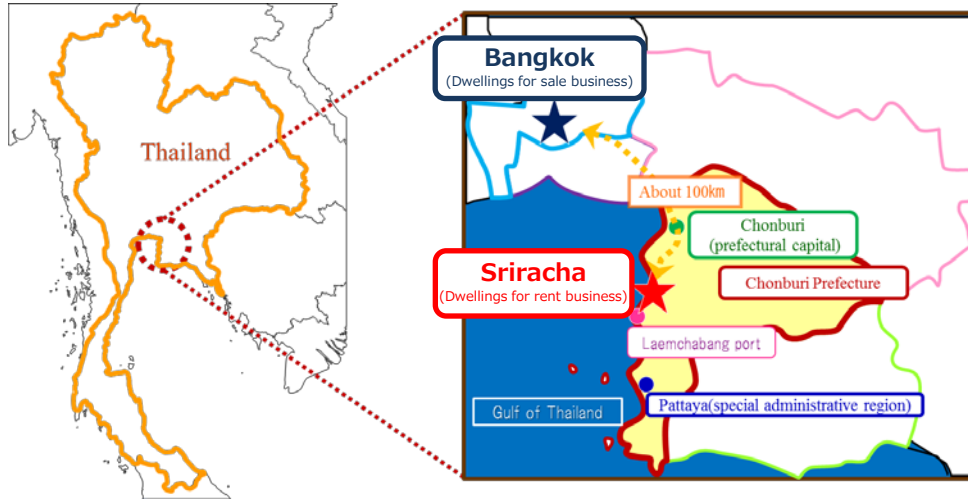 Thailand
Bangkok
(Dwellings for sale business)
About 100km
Chonburi
(prefectural capital)
Sriracha
(Dwellings for rent business)
Chonburi Prefecture
Laemchabang port
Pattaya(special administrative region)
Gulf of Thailand